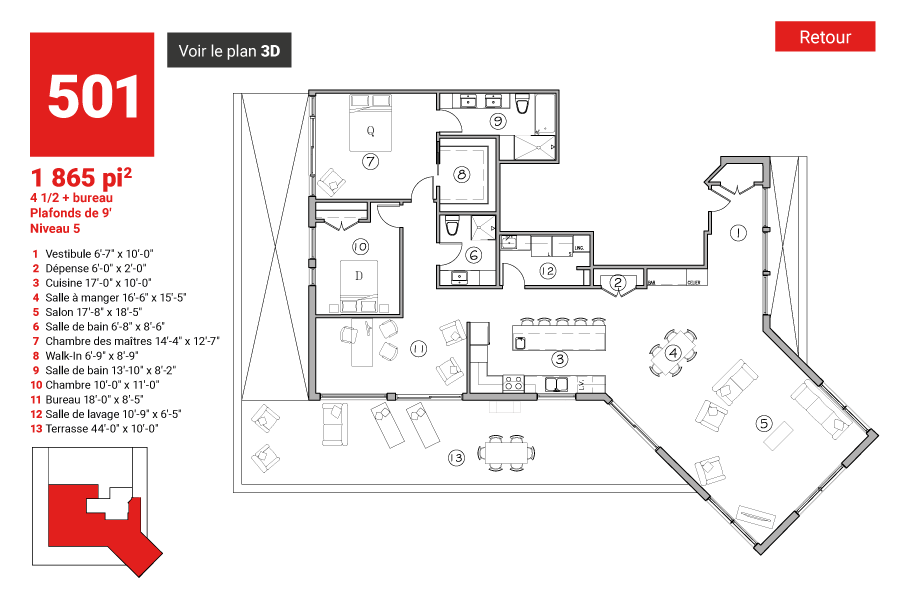 Retour
Voir le plan 3D
501
1 865 pi²
4 1/2 + bureau
Plafonds de 9'
Niveau 5
1 Vestibule 6'-7" x 10'-0"
2 Dépense 6'-0" x 2'-0"
3 Cuisine 17'-0" x 10'-0"
4 Salle à manger 16'-6" x 15'-5"
5 Salon 17'-8" x 18'-5"
6 Salle de bain 6'-8" x 8'-6"
7 Chambre des maîtres 14'-4" x 12'-7"
8 Walk-In 6'-9" x 8'-9"
9 Salle de bain 13'-10" x 8'-2"
10 Chambre 10'-0" x 11'-0"
11 Bureau 18'-0" x 8'-5"
12 Salle de lavage 10'-9" x 6'-5"
13 Terrasse 44'-0" x 10'-0"
9
Q
7
8
1
10
6
LING.
L
S
12
D
2
BAR
CELLIER
11
3
4
L.V.
5
13